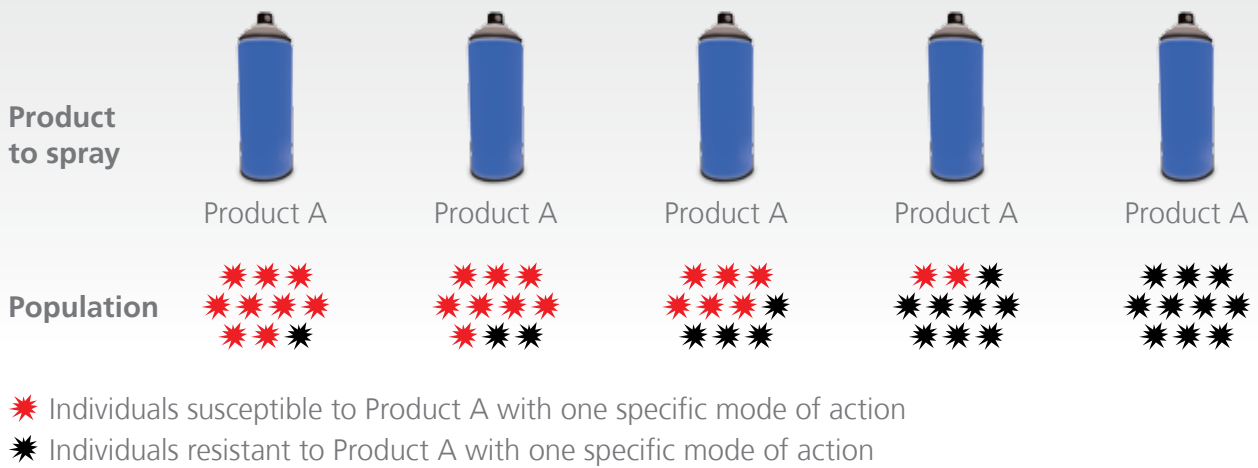 Product
to spray
Product A Product A Product A Product A Product A
Population
Individuals susceptible to Product A with one specific mode of action
Individuals resistant to Product A with one specific mode of action